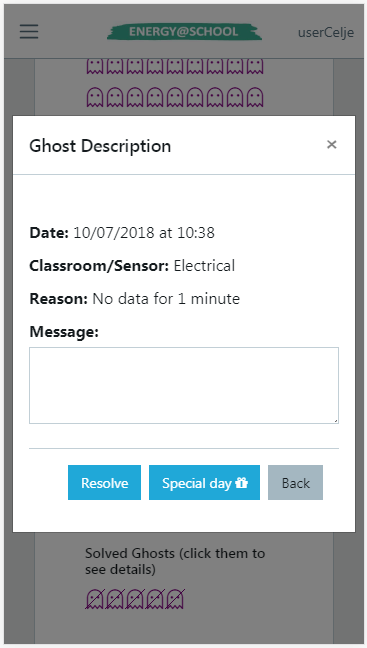 ENERGY@SCHOOL
userCelje
Ghost Description
×
Date: 10/07/2018 at 10:38
Classroom/Sensor: Electrical
Reason: No data for 1 minute
Message:
Resolve
Special day
Back
Solved Ghosts (click them to
see details)